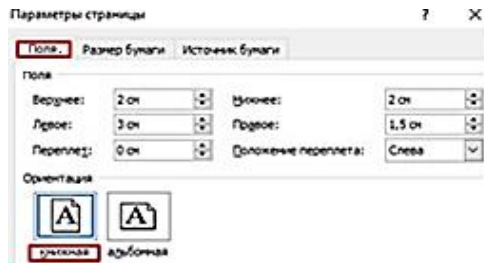 Параметры страницы ? ×
Поля Размер бумаги Источник бумаги
Поля
Верхнее: 2 см Нижнее: 2 см
Левое: 3 см Правое: 1,5 см
Переплет: 0 см Положение переплета: Слева
Ориентация
A A
книжная альбомная